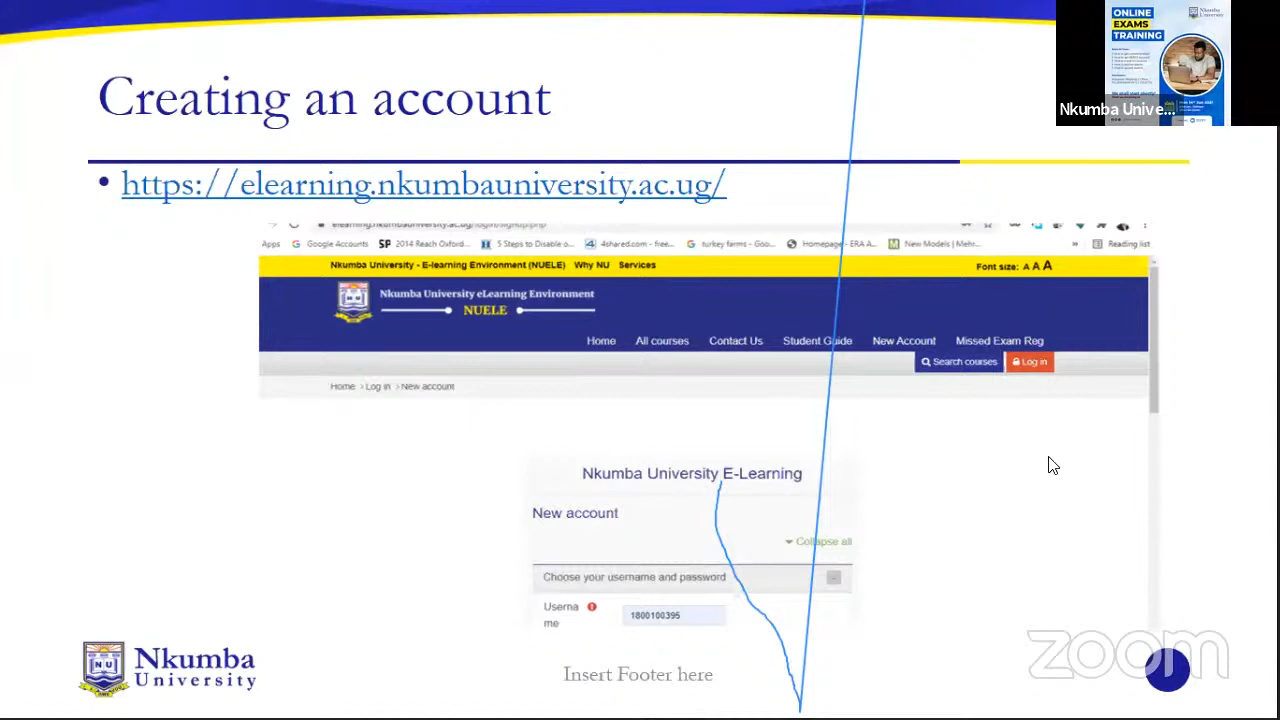 ONLINE
EXAMS
TRAINING
Nkumba
University
Nkumba Unive...
Creating an account
• https://elearning.nkumbauniversity.ac.ug/
Apps Google Accounts 2014 Reach Oxford... 5 Steps to Disable o... 4shared.com - free... turkey farms - Goo... Homepage - ERA A... New Models | Mehr... » Reading list
Nkumba University - E-learning Environment (NUELE) Why NU Services Font size: A A A
Nkumba University eLearning Environment
NUELE
Home All courses Contact Us Student Guide New Account Missed Exam Reg
Search courses Log in
Home > Log in > New account
Nkumba University E-Learning
New account
Collapse all
Choose your username and password
Userna
me
1800100395
Nkumba
University
Insert Footer here
zoom